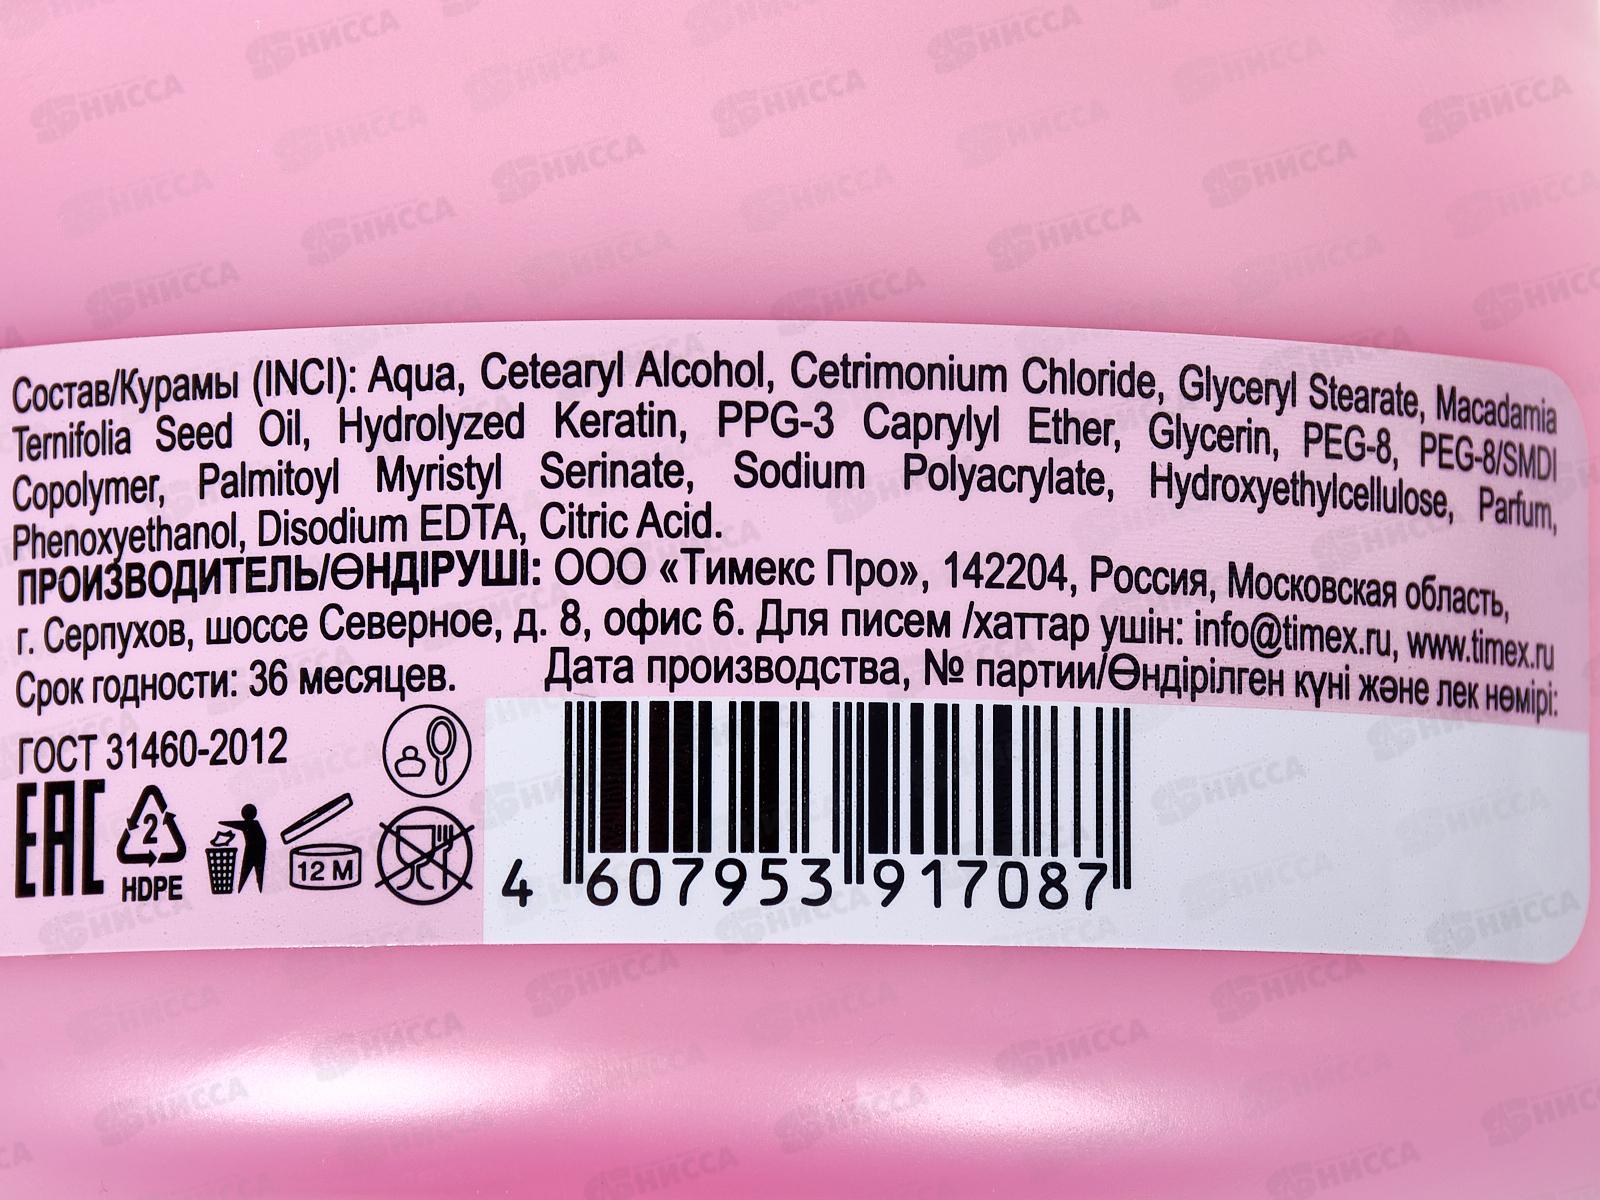 Состав/Курамы (INCI): Aqua, Cetearyl Alcohol, Cetrimonium Chloride, Glyceryl Stearate, Macadamia
Ternifolia Seed Oil, Hydrolyzed Keratin, PPG-3 Caprylyl Ether, Glycerin, PEG-8, PEG-8/SMDI
Copolymer, Palmitoyl Myristyl Serinate, Sodium Polyacrylate, Hydroxyethylcellulose, Parfum,
Phenoxyethanol, Disodium EDTA, Citric Acid.
ПРОИЗВОДИТЕЛЬ/ӨНДІРУШІ: ООО «Тимекс Про», 142204, Россия, Московская область,
г. Серпухов, шоссе Северное, д. 8, офис 6. Для писем /хаттар ушін: info@timex.ru, www.timex.ru
Срок годности: 36 месяцев. Дата производства, № партии/Өндірілген күні және лек нөмірі:
ГОСТ 31460-2012
EAC
2
HDPE
12 M
4 607953 917087
НИССА